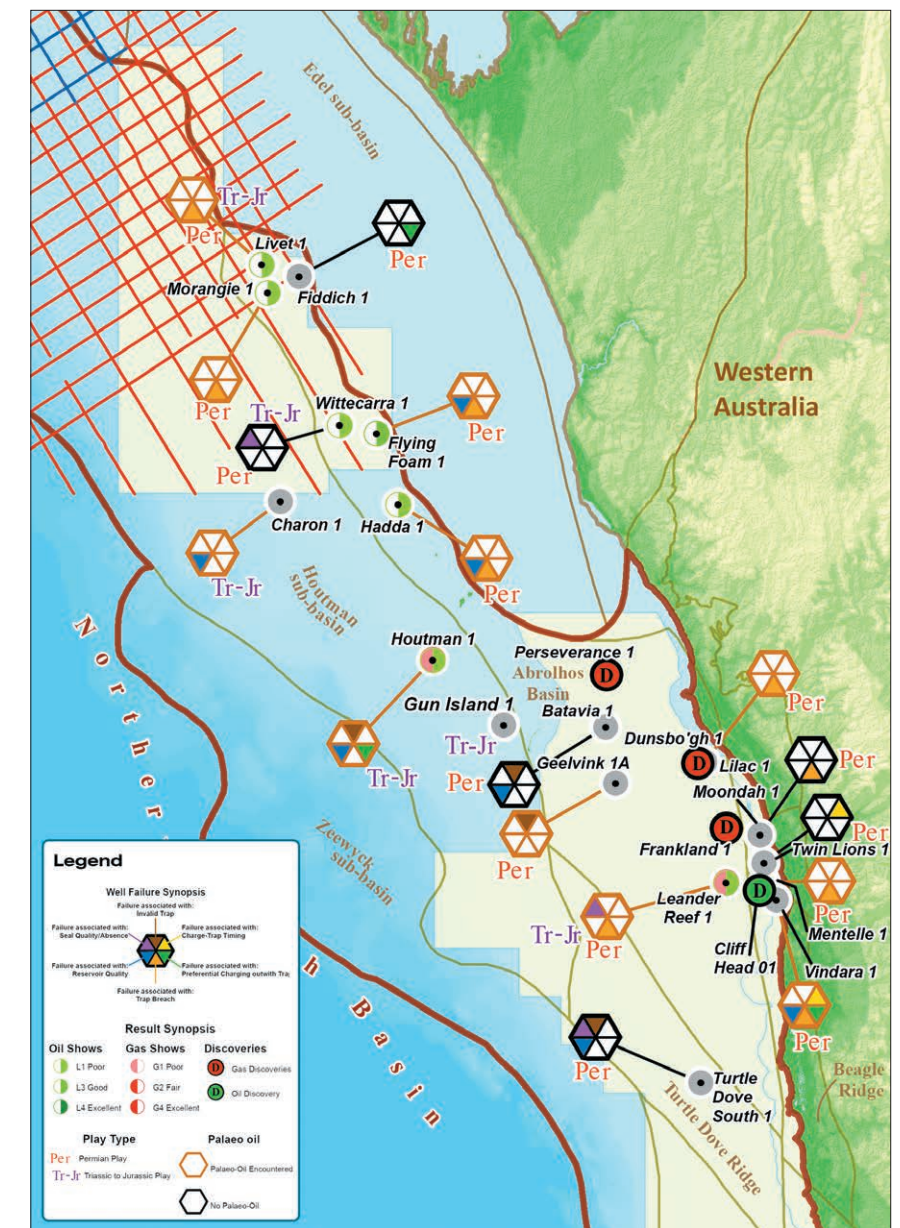 Edel sub-basin
Tr-Jr
Per
Livet 1
Per
Morangie 1
Fiddich 1
Western
Australia
Per
Tr-Jr
Wittecarra 1
Per
Flying
Foam 1
Per
Charon 1
Hadda 1
Tr-Jr
Per
Houtman
sub-basin
Houtman 1
Perseverance 1
D
Abrolhos
Basin
Gun Island 1
Batavia 1
Per
Tr-Jr
Dunsbo'gh 1
D
Lilac 1
Tr-Jr
Per
Geelvink 1A
Moondah 1
Per
Zeewyck
sub-basin
Per
D
Frankland 1
Twin Lions 1
Per
Leander
Reef 1
D
Per
Mentelle 1
Tr-Jr
Per
Cliff
Head 01
Vindara 1
Per
Per
Turtle
Dove
South 1
Turtle Dove Ridge
Beagle
Ridge
Norther
h Basin
Legend
Well Failure Synopsis
Failure associated with:
Invalid Trap
Failure associated with:
Seal Quality/Absence
Failure associated with:
Charge-Trap Timing
Failure associated with:
Reservoir Quality
Failure associated with:
Preferential Charging outwith Trap
Failure associated with:
Trap Breach
Result Synopsis
Oil Shows Gas Shows Discoveries
L1 Poor G1 Poor D Gas Discoveries
L3 Good G2 Fair D Oil Discovery
L4 Excellent G4 Excellent
Play Type Palaeo oil
Per Permian Play
Tr-Jr Triassic to Jurassic Play
Palaeo-Oil Encountered
No Palaeo-Oil